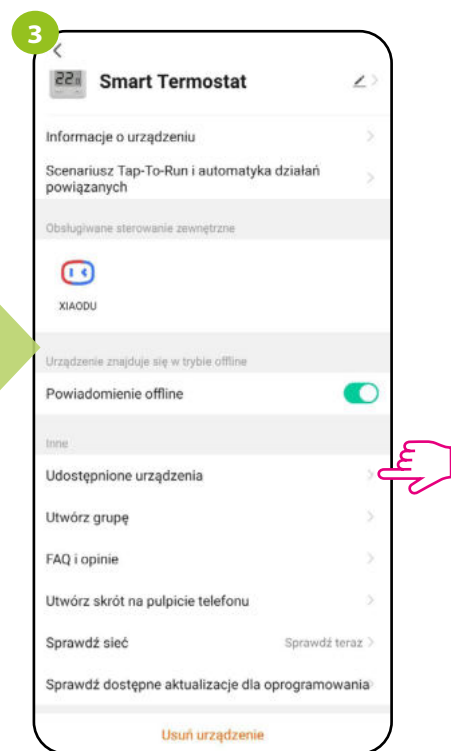 3
22
Smart Termostat
Informacje o urządzeniu
Scenariusz Tap-To-Run i automatyka działań
powiązanych
Obsługiwane sterowanie zewnętrzne
XIAODU
Urządzenie znajduje się w trybie offline
Powiadomienie offline
Inne
Udostępnione urządzenia
Utwórz grupę
FAQ i opinie
Utwórz skrót na pulpicie telefonu
Sprawdź sieć Sprawdź teraz
Sprawdź dostępne aktualizacje dla oprogramowania
Usuń urządzenie